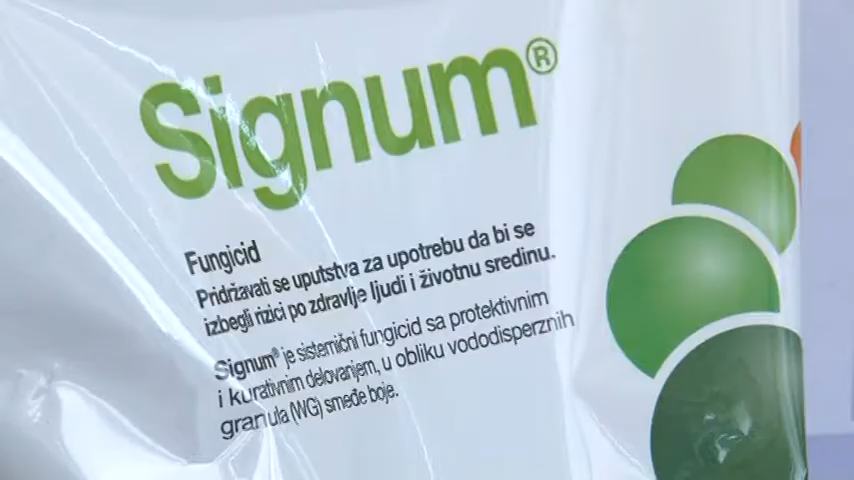 Signum®
Fungicid
Pridržavati se uputstva za upotrebu da bi se
izbegli rizici po zdravlje ljudi i životnu sredinu.
Signum® je sistemični fungicid sa protektivnim
i kurativnim delovanjem, u obliku vododisperznih
granula (WG) smeđe boje.